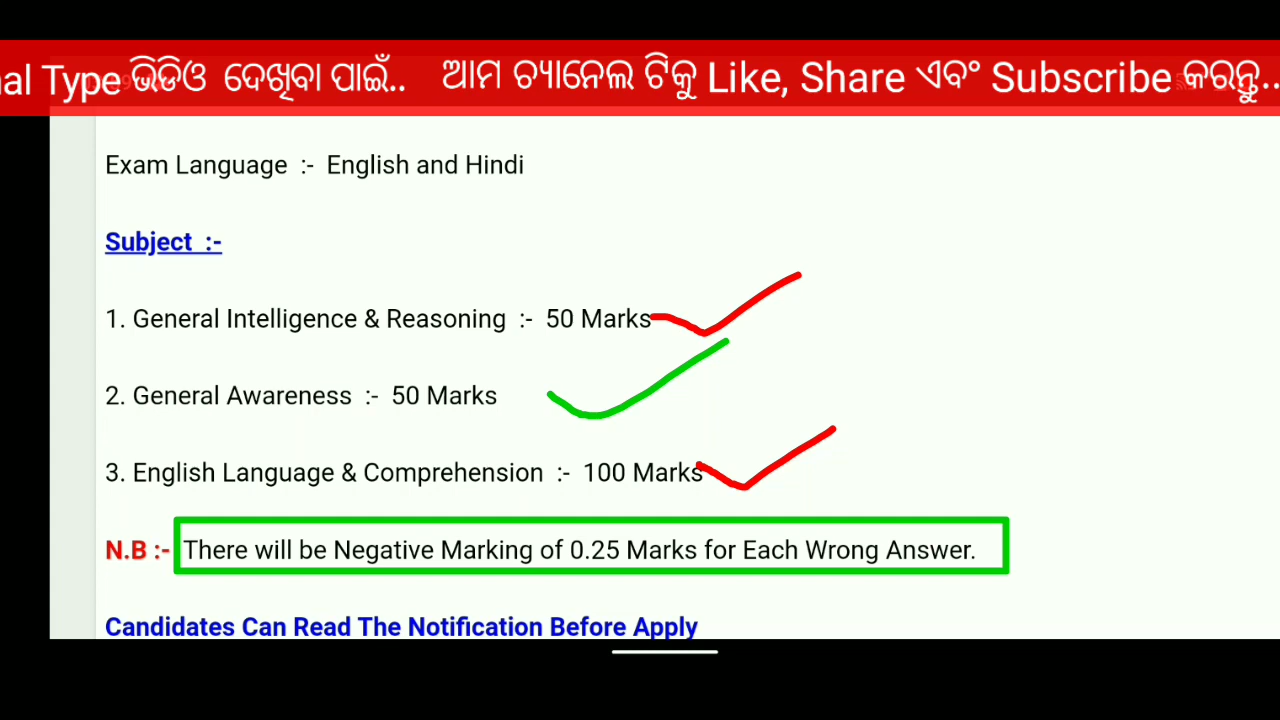 al Type ଭିଡିଓ ଦେଖିବା ପାଇଁ.. ଆମ ଚ୍ୟାନେଲ ଟିକୁ Like, Share ଏବଂ Subscribe କରନ୍ତୁ..
Exam Language :- English and Hindi
Subject :-
1. General Intelligence & Reasoning :- 50 Marks
2. General Awareness :- 50 Marks
3. English Language & Comprehension :- 100 Marks
N.B :- There will be Negative Marking of 0.25 Marks for Each Wrong Answer.
Candidates Can Read The Notification Before Apply